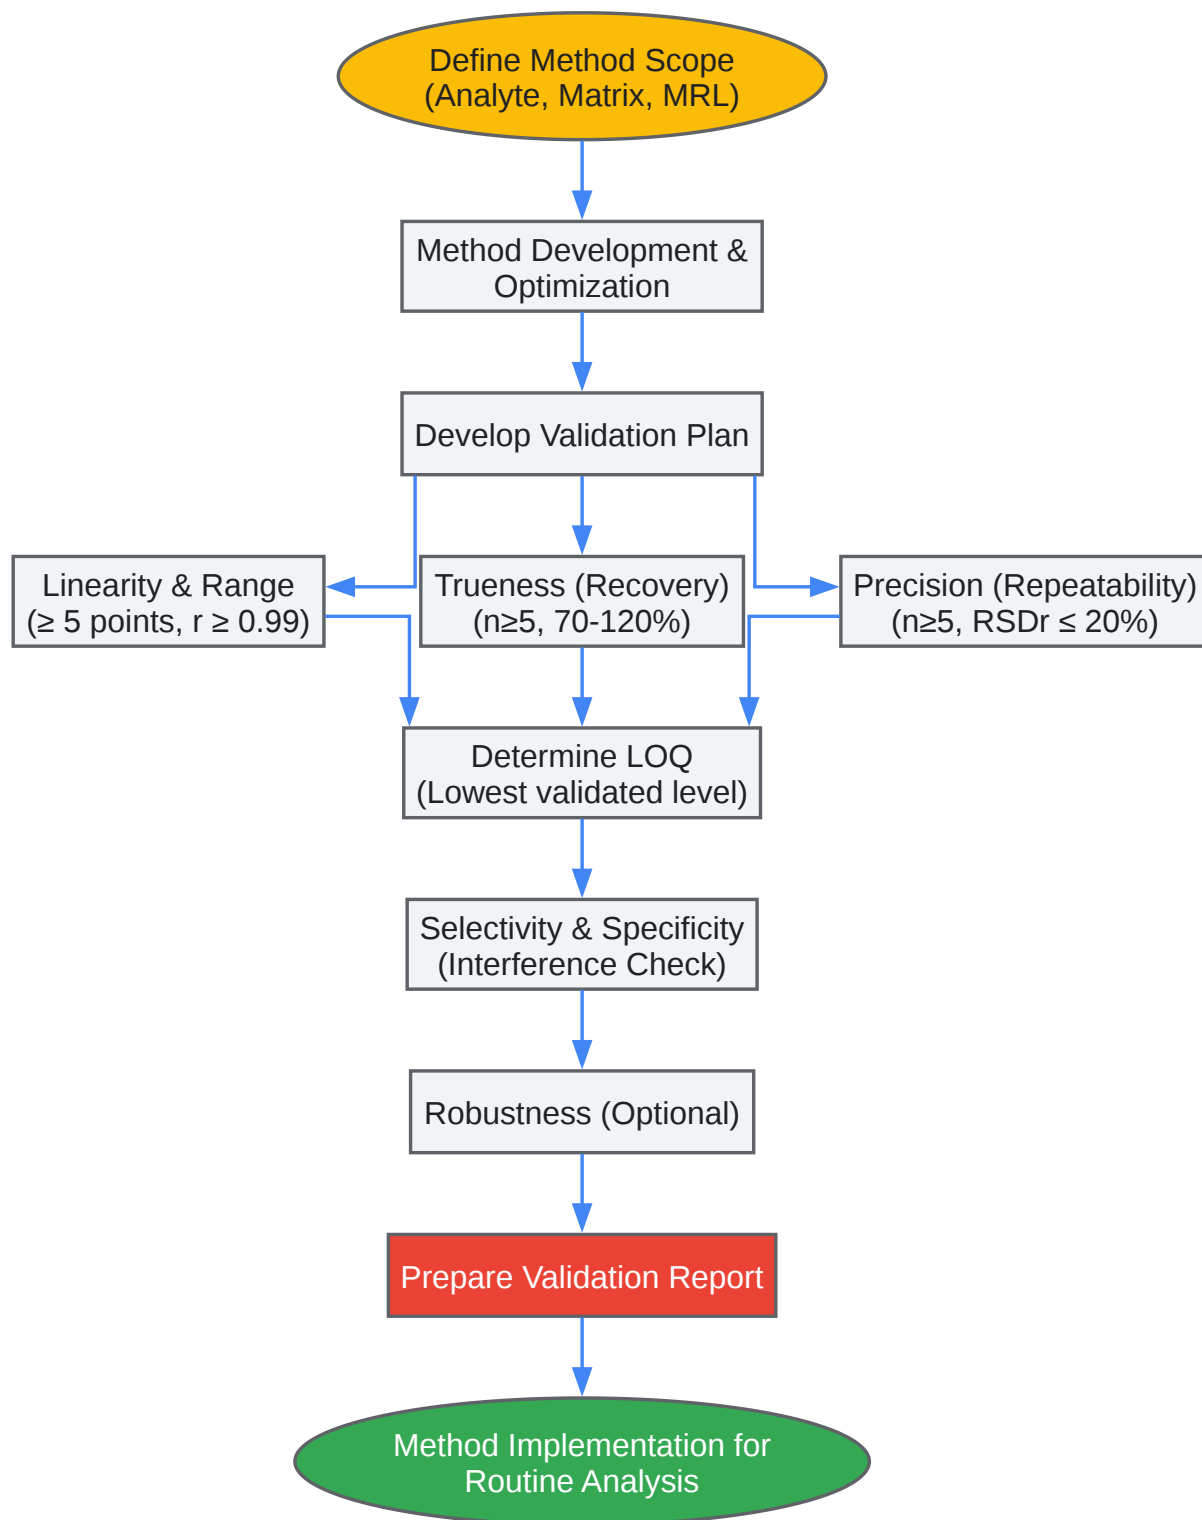 Define Method Scope
(Analyte, Matrix, MRL)
Method Development &
Optimization
Develop Validation Plan
Linearity & Range
(≥ 5 points, r ≥ 0.99)
Trueness (Recovery)
(n≥5, 70-120%)
Precision (Repeatability)
(n≥5, RSDr ≤ 20%)
Determine LOQ
(Lowest validated level)
Selectivity & Specificity
(Interference Check)
Robustness (Optional)
Prepare Validation Report
Method Implementation for
Routine Analysis